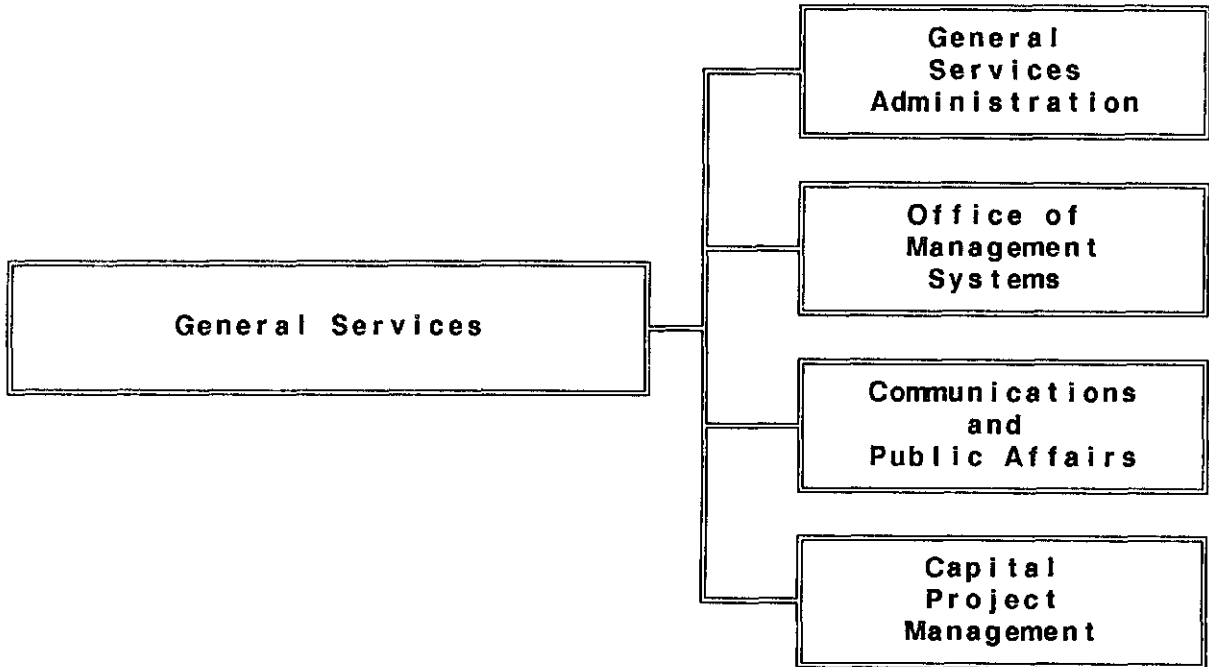 General
Services
Administration
Office of
Management
Systems
General Services
Communications
and
Public Affairs
Capital
Project
Management